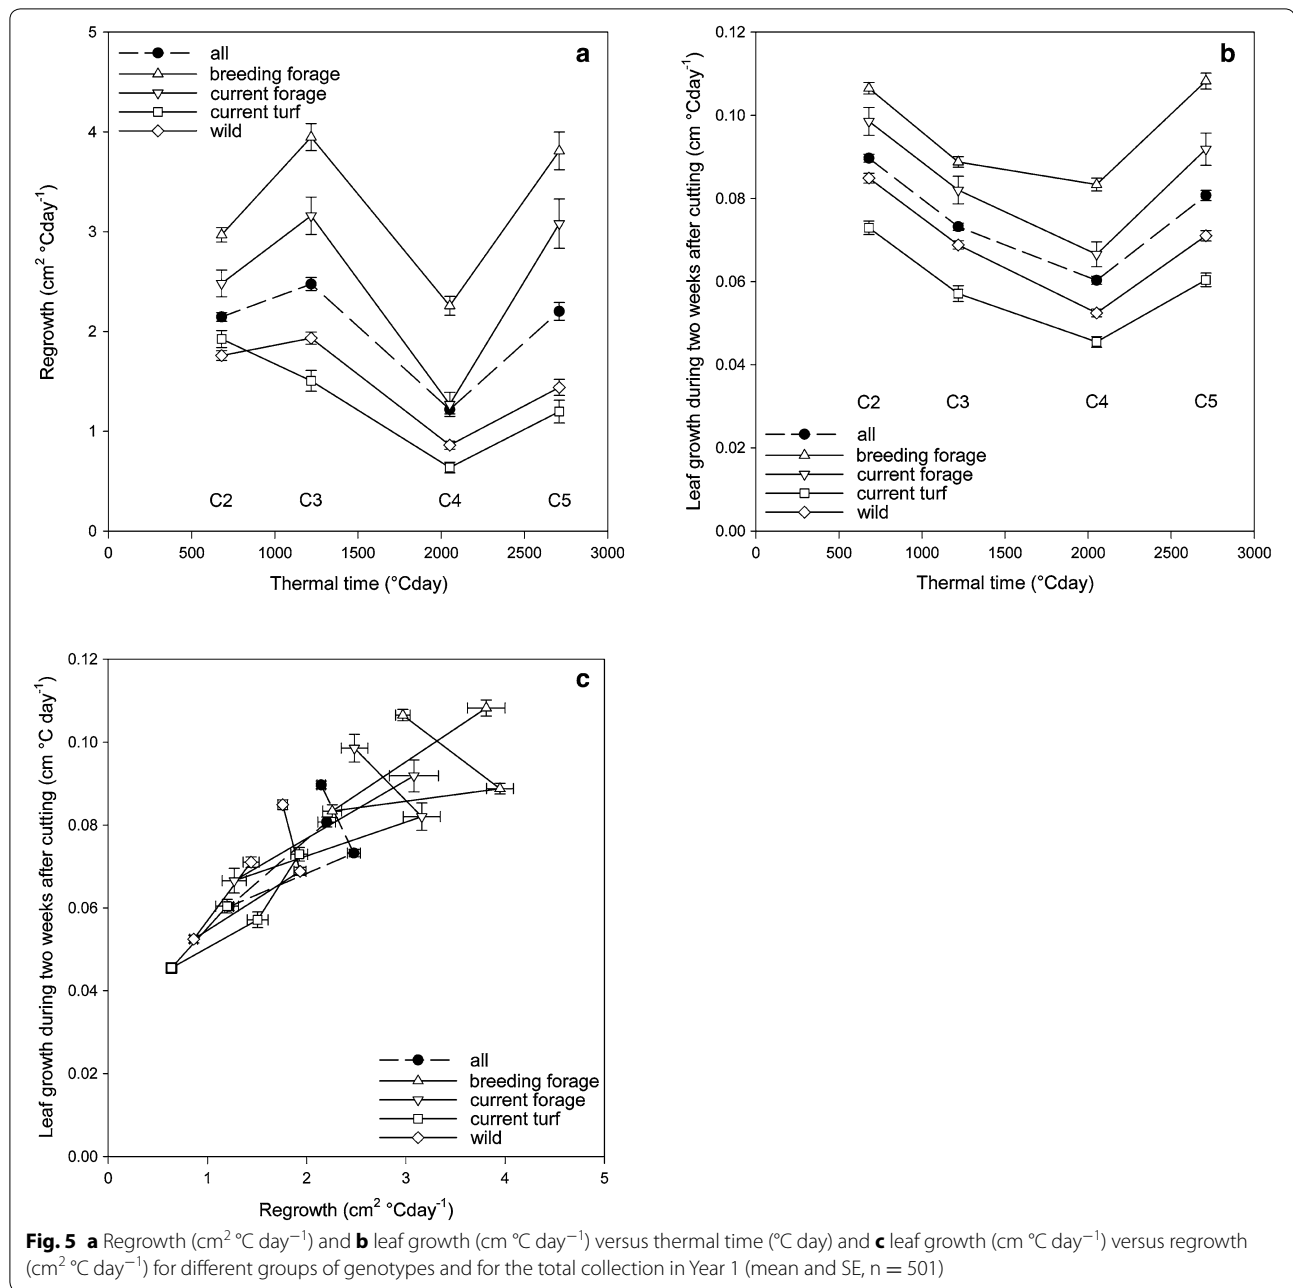 5
4
3
2
1
0
Regrowth (cm² °Cday⁻¹)
all
breeding forage
current forage
current turf
wild
a
C2 C3 C4 C5
0 500 1000 1500 2000 2500 3000
Thermal time (°Cday)
0.12
0.10
0.08
0.06
0.04
0.02
0.00
Leaf growth during two weeks after cutting (cm °Cday⁻¹)
b
C2 C3 C4 C5
all
breeding forage
current forage
current turf
wild
0 500 1000 1500 2000 2500 3000
Thermal time (°Cday)
0.12
0.10
0.08
0.06
0.04
0.02
0.00
Leaf growth during two weeks after cutting (cm °C day⁻¹)
c
all
breeding forage
current forage
current turf
wild
0 1 2 3 4 5
Regrowth (cm² °Cday⁻¹)
Fig. 5 a Regrowth (cm² °C day⁻¹) and b leaf growth (cm °C day⁻¹) versus thermal time (°C day) and c leaf growth (cm °C day⁻¹) versus regrowth
(cm² °C day⁻¹) for different groups of genotypes and for the total collection in Year 1 (mean and SE, n = 501)